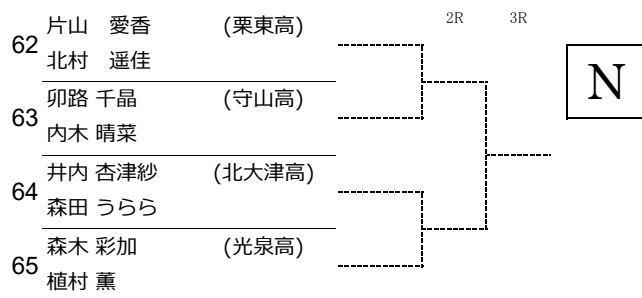 2R 3R
62 片山 愛香 (栗東高)
北村 遥佳
63 卯路 千晶 (守山高)
内木 晴菜
64 井内 杏津紗 (北大津高)
森田 うらら
65 森木 彩加 (光泉高)
植村 薫
N